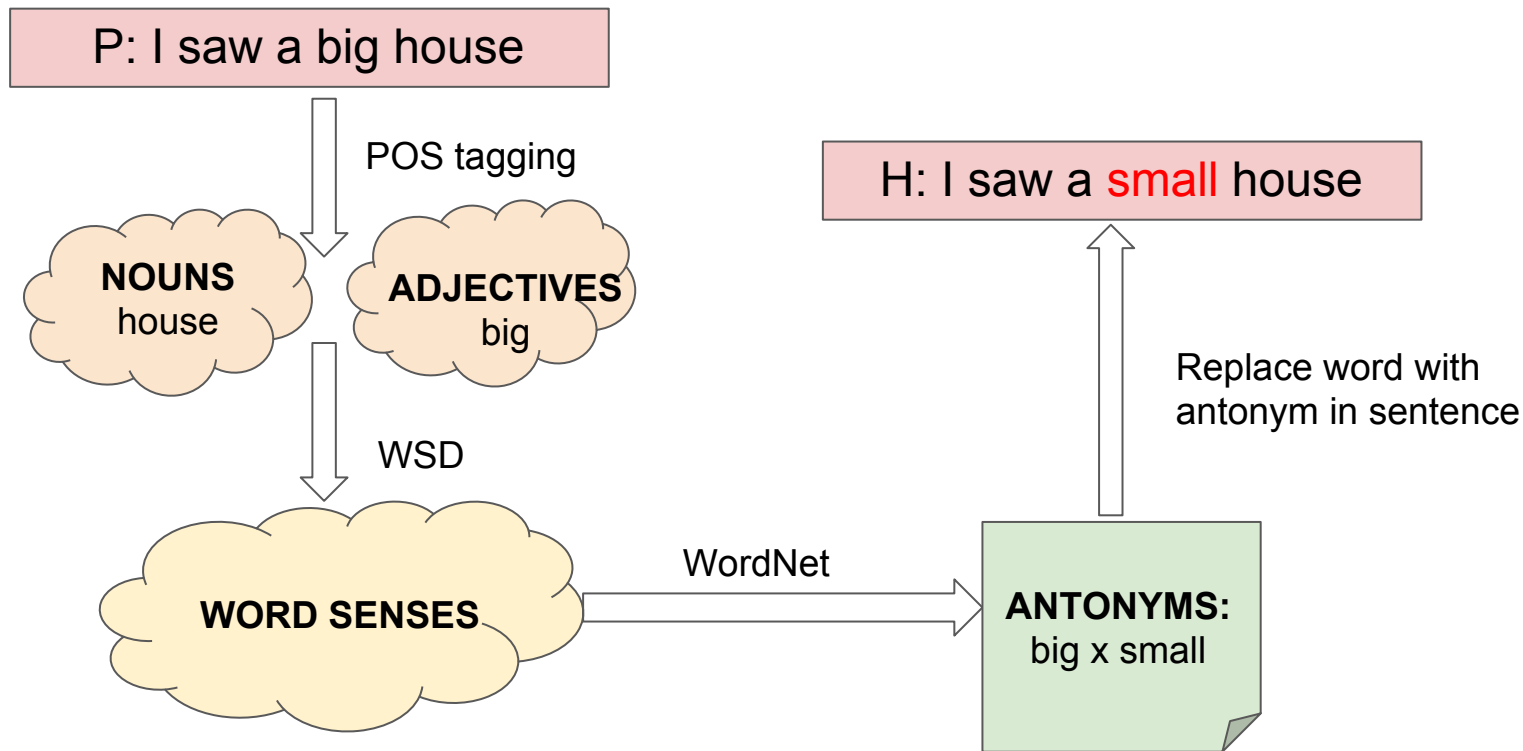 P: I saw a big house
POS tagging
NOUNS
house
ADJECTIVES
big
WSD
WORD SENSES
WordNet
ANTONYMS:
big x small
Replace word with
antonym in sentence
H: I saw a small house